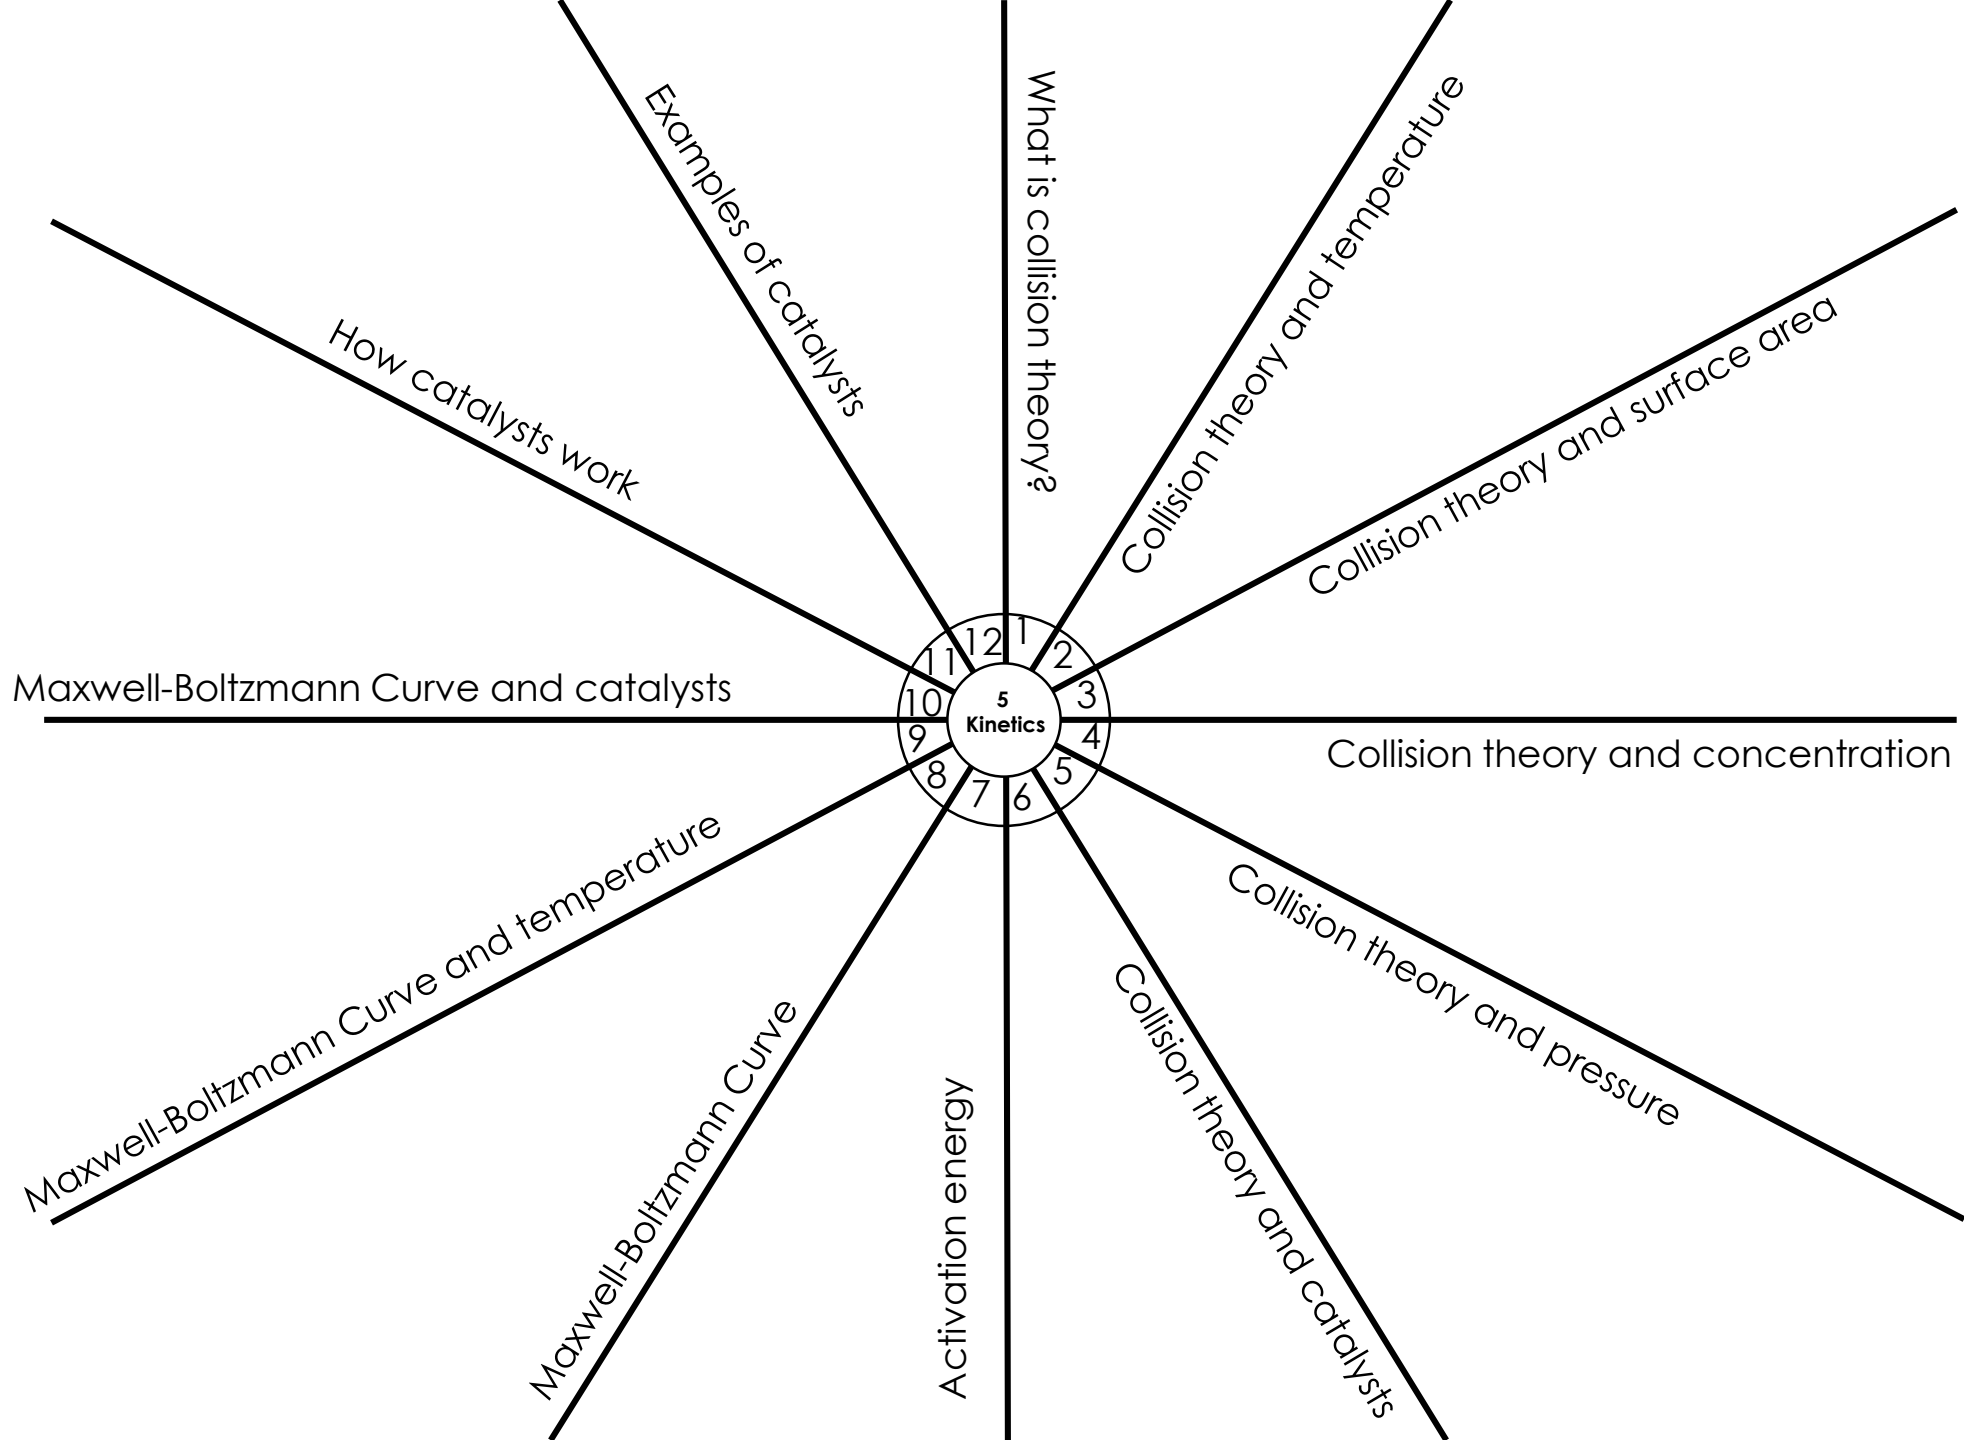 5
Kinetics
1
What is collision theory?
2
Collision theory and temperature
3
Collision theory and surface area
4
Collision theory and concentration
5
Collision theory and pressure
6
Collision theory and catalysts
7
Activation energy
8
Maxwell-Boltzmann Curve
9
Maxwell-Boltzmann Curve and temperature
10
Maxwell-Boltzmann Curve and catalysts
11
How catalysts work
12
Examples of catalysts